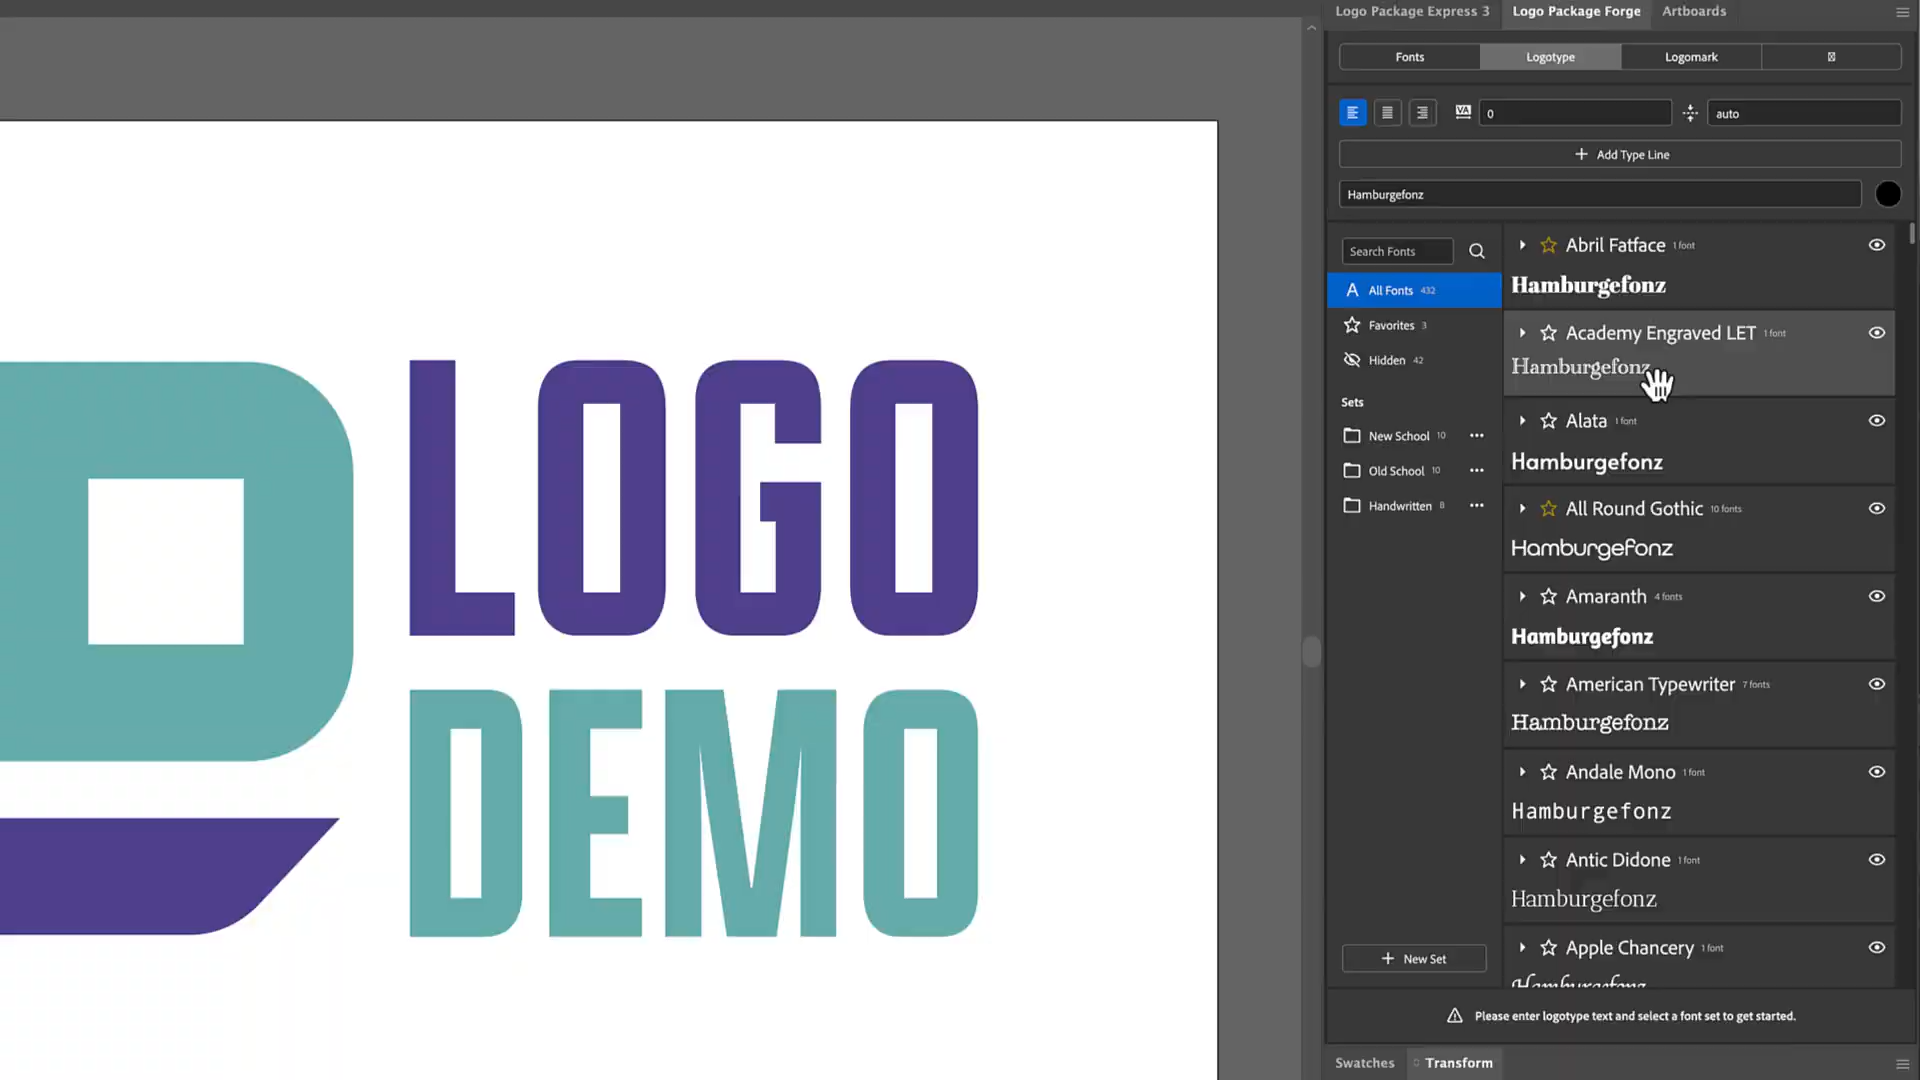 Logo Package Express 3 Logo Package Forge Artboards
Fonts Logotype Logomark
VA 0 auto
+ Add Type Line
Hamburgefonz
Search Fonts
A All Fonts 432
Favorites 3
Hidden 42
Sets
New School 10
Old School 10
Handwritten 8
+ New Set
Abril Fatface 1 font
Hamburgefonz
Academy Engraved LET 1 font
Hamburgefonz
Alata 1 font
Hamburgefonz
All Round Gothic 10 fonts
Hamburgefonz
Amaranth 4 fonts
Hamburgefonz
American Typewriter 7 fonts
Hamburgefonz
Andale Mono 1 font
Hamburgefonz
Antic Didone 1 font
Hamburgefonz
Apple Chancery 1 font
Hamburgefonz
Please enter logotype text and select a font set to get started.
Swatches Transform
LOGO
DEMO